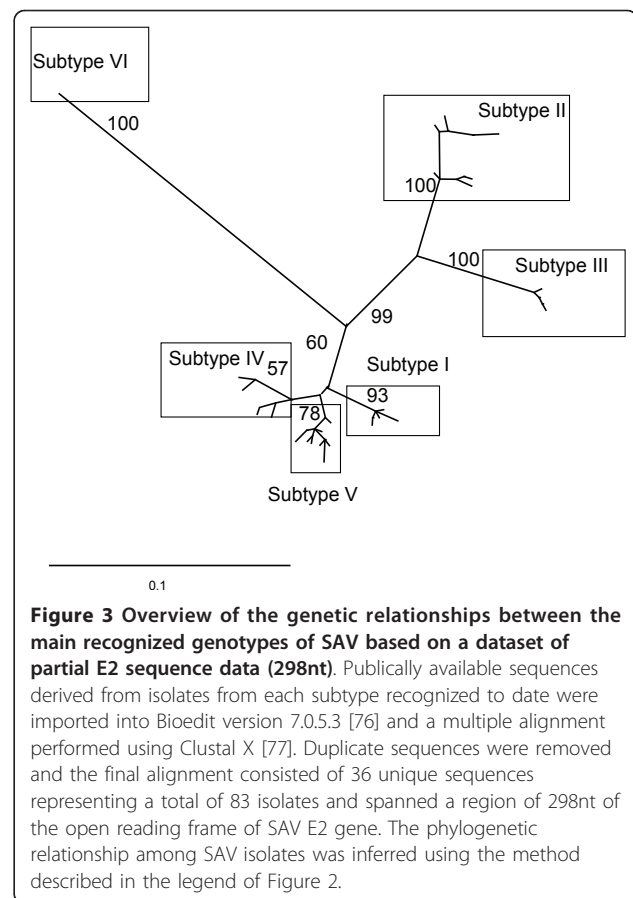 Subtype VI
100
Subtype II
100
100
Subtype III
99
60
Subtype IV
57
Subtype I
93
78
Subtype V
0.1
Figure 3 Overview of the genetic relationships between the
main recognized genotypes of SAV based on a dataset of
partial E2 sequence data (298nt). Publically available sequences
derived from isolates from each subtype recognized to date were
imported into Bioedit version 7.0.5.3 [76] and a multiple alignment
performed using Clustal X [77]. Duplicate sequences were removed
and the final alignment consisted of 36 unique sequences
representing a total of 83 isolates and spanned a region of 298nt of
the open reading frame of SAV E2 gene. The phylogenetic
relationship among SAV isolates was inferred using the method
described in the legend of Figure 2.